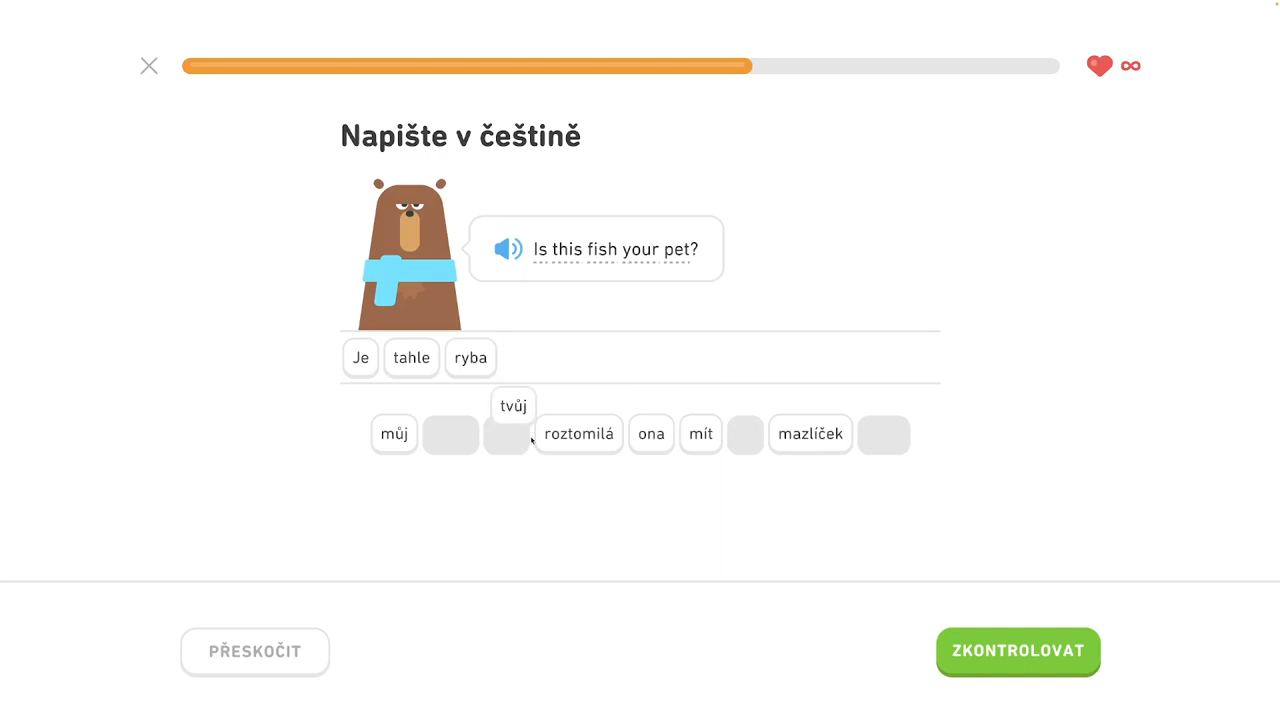 Napište v češtině
Is this fish your pet?
Je tahle ryba
tvůj
můj roztomilá ona mít mazlíček
PŘESKOČIT ZKONTROLOVAT